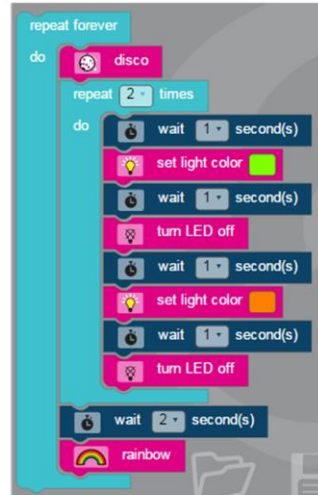 repeat forever
do disco
repeat 2 times
do wait 1 second(s)
set light color
wait 1 second(s)
turn LED off
wait 1 second(s)
set light color
wait 1 second(s)
turn LED off
wait 2 second(s)
rainbow